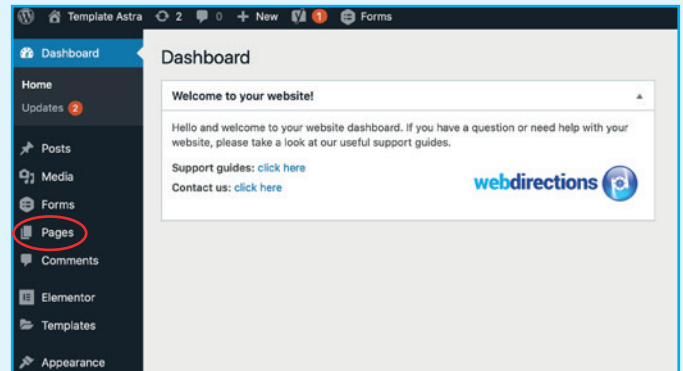 Template Astra 2 0 + New 1 Forms
Dashboard
Home
Updates 2
Posts
Media
Forms
Pages
Comments
Elementor
Templates
Appearance
Dashboard
Welcome to your website!
Hello and welcome to your website dashboard. If you have a question or need help with your
website, please take a look at our useful support guides.
Support guides: click here
Contact us: click here
webdirections